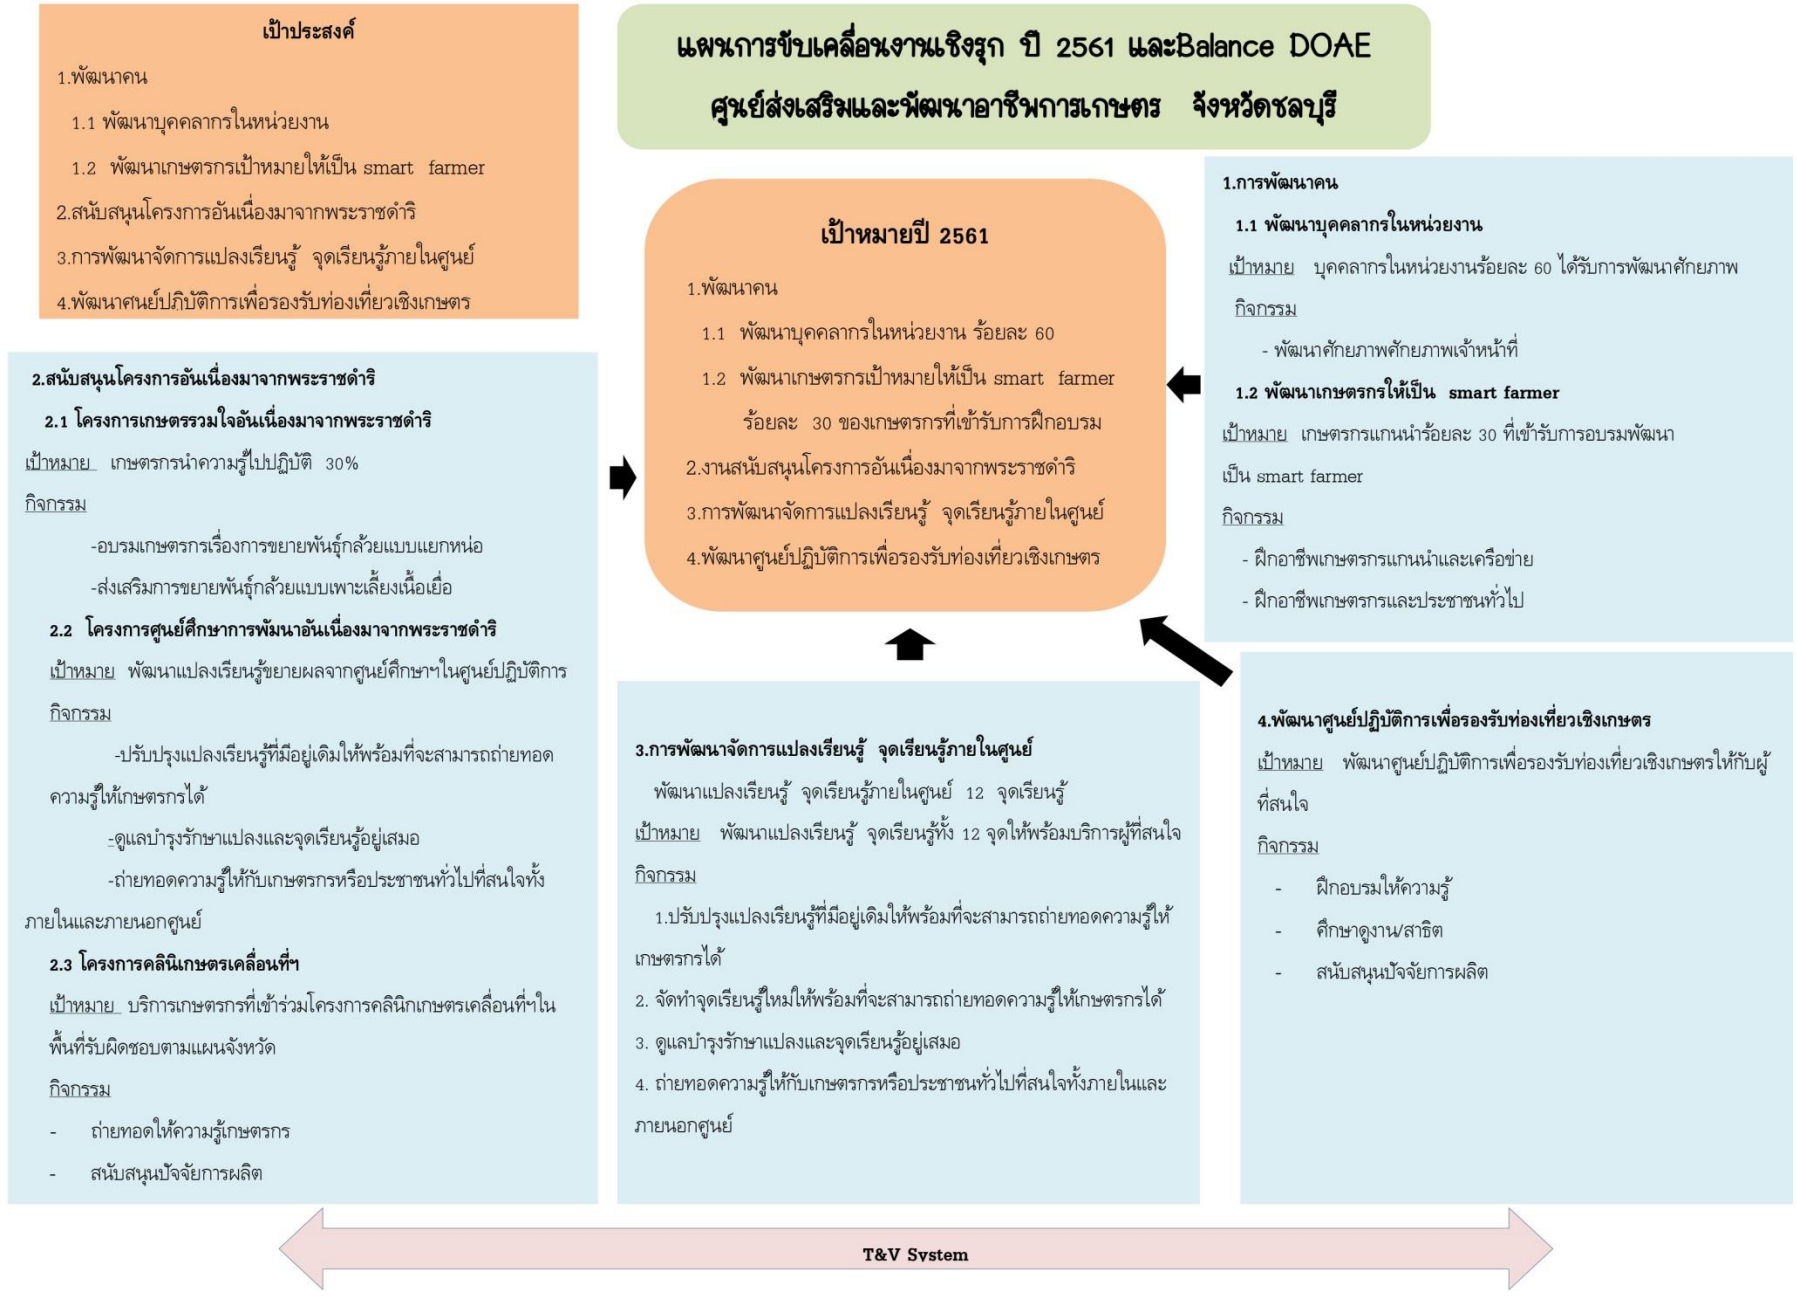 เป้าประสงค์
1.พัฒนาคน
1.1 พัฒนาบุคคลากรในหน่วยงาน
1.2 พัฒนาเกษตรกรเป้าหมายให้เป็น smart farmer
2.สนับสนุนโครงการอันเนื่องมาจากพระราชดำริ
3.การพัฒนาจัดการแปลงเรียนรู้ จุดเรียนรู้ภายในศูนย์
4.พัฒนาศนย์ปฏิบัติการเพื่อรองรับท่องเที่ยวเชิงเกษตร
แผนการขับเคลื่อนงานเชิงรุก ปี 2561 และBalance DOAE
ศูนย์ส่งเสริมและพัฒนาอาชีพการเกษตร จังหวัดชลบุรี
เป้าหมายปี 2561
1.พัฒนาคน
1.1 พัฒนาบุคคลากรในหน่วยงาน ร้อยละ 60
1.2 พัฒนาเกษตรกรเป้าหมายให้เป็น smart farmer
ร้อยละ 30 ของเกษตรกรที่เข้ารับการฝึกอบรม
2.งานสนับสนุนโครงการอันเนื่องมาจากพระราชดำริ
3.การพัฒนาจัดการแปลงเรียนรู้ จุดเรียนรู้ภายในศูนย์
4.พัฒนาศูนย์ปฏิบัติการเพื่อรองรับท่องเที่ยวเชิงเกษตร
1.การพัฒนาคน
1.1 พัฒนาบุคคลากรในหน่วยงาน
เป้าหมาย บุคคลากรในหน่วยงานร้อยละ 60 ได้รับการพัฒนาศักยภาพ
กิจกรรม
- พัฒนาศักยภาพศักยภาพเจ้าหน้าที่
1.2 พัฒนาเกษตรกรให้เป็น smart farmer
เป้าหมาย เกษตรกรแกนนำร้อยละ 30 ที่เข้ารับการอบรมพัฒนา
เป็น smart farmer
กิจกรรม
- ฝึกอาชีพเกษตรกรแกนนำและเครือข่าย
- ฝึกอาชีพเกษตรกรและประชาชนทั่วไป
2.สนับสนุนโครงการอันเนื่องมาจากพระราชดำริ
2.1 โครงการเกษตรรวมใจอันเนื่องมาจากพระราชดำริ
เป้าหมาย เกษตรกรนำความรู้ไปปฏิบัติ 30%
กิจกรรม
-อบรมเกษตรกรเรื่องการขยายพันธุ์กล้วยแบบแยกหน่อ
-ส่งเสริมการขยายพันธุ์กล้วยแบบเพาะเลี้ยงเนื้อเยื่อ
2.2 โครงการศูนย์ศึกษาการพัมนาอันเนื่องมาจากพระราชดำริ
เป้าหมาย พัฒนาแปลงเรียนรู้ขยายผลจากศูนย์ศึกษาฯในศูนย์ปฏิบัติการ
กิจกรรม
-ปรับปรุงแปลงเรียนรู้ที่มีอยู่เดิมให้พร้อมที่จะสามารถถ่ายทอด
ความรู้ให้เกษตรกรได้
-ดูแลบำรุงรักษาแปลงและจุดเรียนรู้อยู่เสมอ
-ถ่ายทอดความรู้ให้กับเกษตรกรหรือประชาชนทั่วไปที่สนใจทั้ง
ภายในและภายนอกศูนย์
2.3 โครงการคลินิเกษตรเคลื่อนที่ฯ
เป้าหมาย บริการเกษตรกรที่เข้าร่วมโครงการคลินิกเกษตรเคลื่อนที่ฯใน
พื้นที่รับผิดชอบตามแผนจังหวัด
กิจกรรม
- ถ่ายทอดให้ความรู้เกษตรกร
- สนับสนุนปัจจัยการผลิต
3.การพัฒนาจัดการแปลงเรียนรู้ จุดเรียนรู้ภายในศูนย์
พัฒนาแปลงเรียนรู้ จุดเรียนรู้ภายในศูนย์ 12 จุดเรียนรู้
เป้าหมาย พัฒนาแปลงเรียนรู้ จุดเรียนรู้ทั้ง 12 จุดให้พร้อมบริการผู้ที่สนใจ
กิจกรรม
1.ปรับปรุงแปลงเรียนรู้ที่มีอยู่เดิมให้พร้อมที่จะสามารถถ่ายทอดความรู้ให้
เกษตรกรได้
2. จัดทำจุดเรียนรู้ใหม่ให้พร้อมที่จะสามารถถ่ายทอดความรู้ให้เกษตรกรได้
3. ดูแลบำรุงรักษาแปลงและจุดเรียนรู้อยู่เสมอ
4. ถ่ายทอดความรู้ให้กับเกษตรกรหรือประชาชนทั่วไปที่สนใจทั้งภายในและ
ภายนอกศูนย์
4.พัฒนาศูนย์ปฏิบัติการเพื่อรองรับท่องเที่ยวเชิงเกษตร
เป้าหมาย พัฒนาศูนย์ปฏิบัติการเพื่อรองรับท่องเที่ยวเชิงเกษตรให้กับผู้
ที่สนใจ
กิจกรรม
- ฝึกอบรมให้ความรู้
- ศึกษาดูงาน/สาธิต
- สนับสนุนปัจจัยการผลิต
T&V System